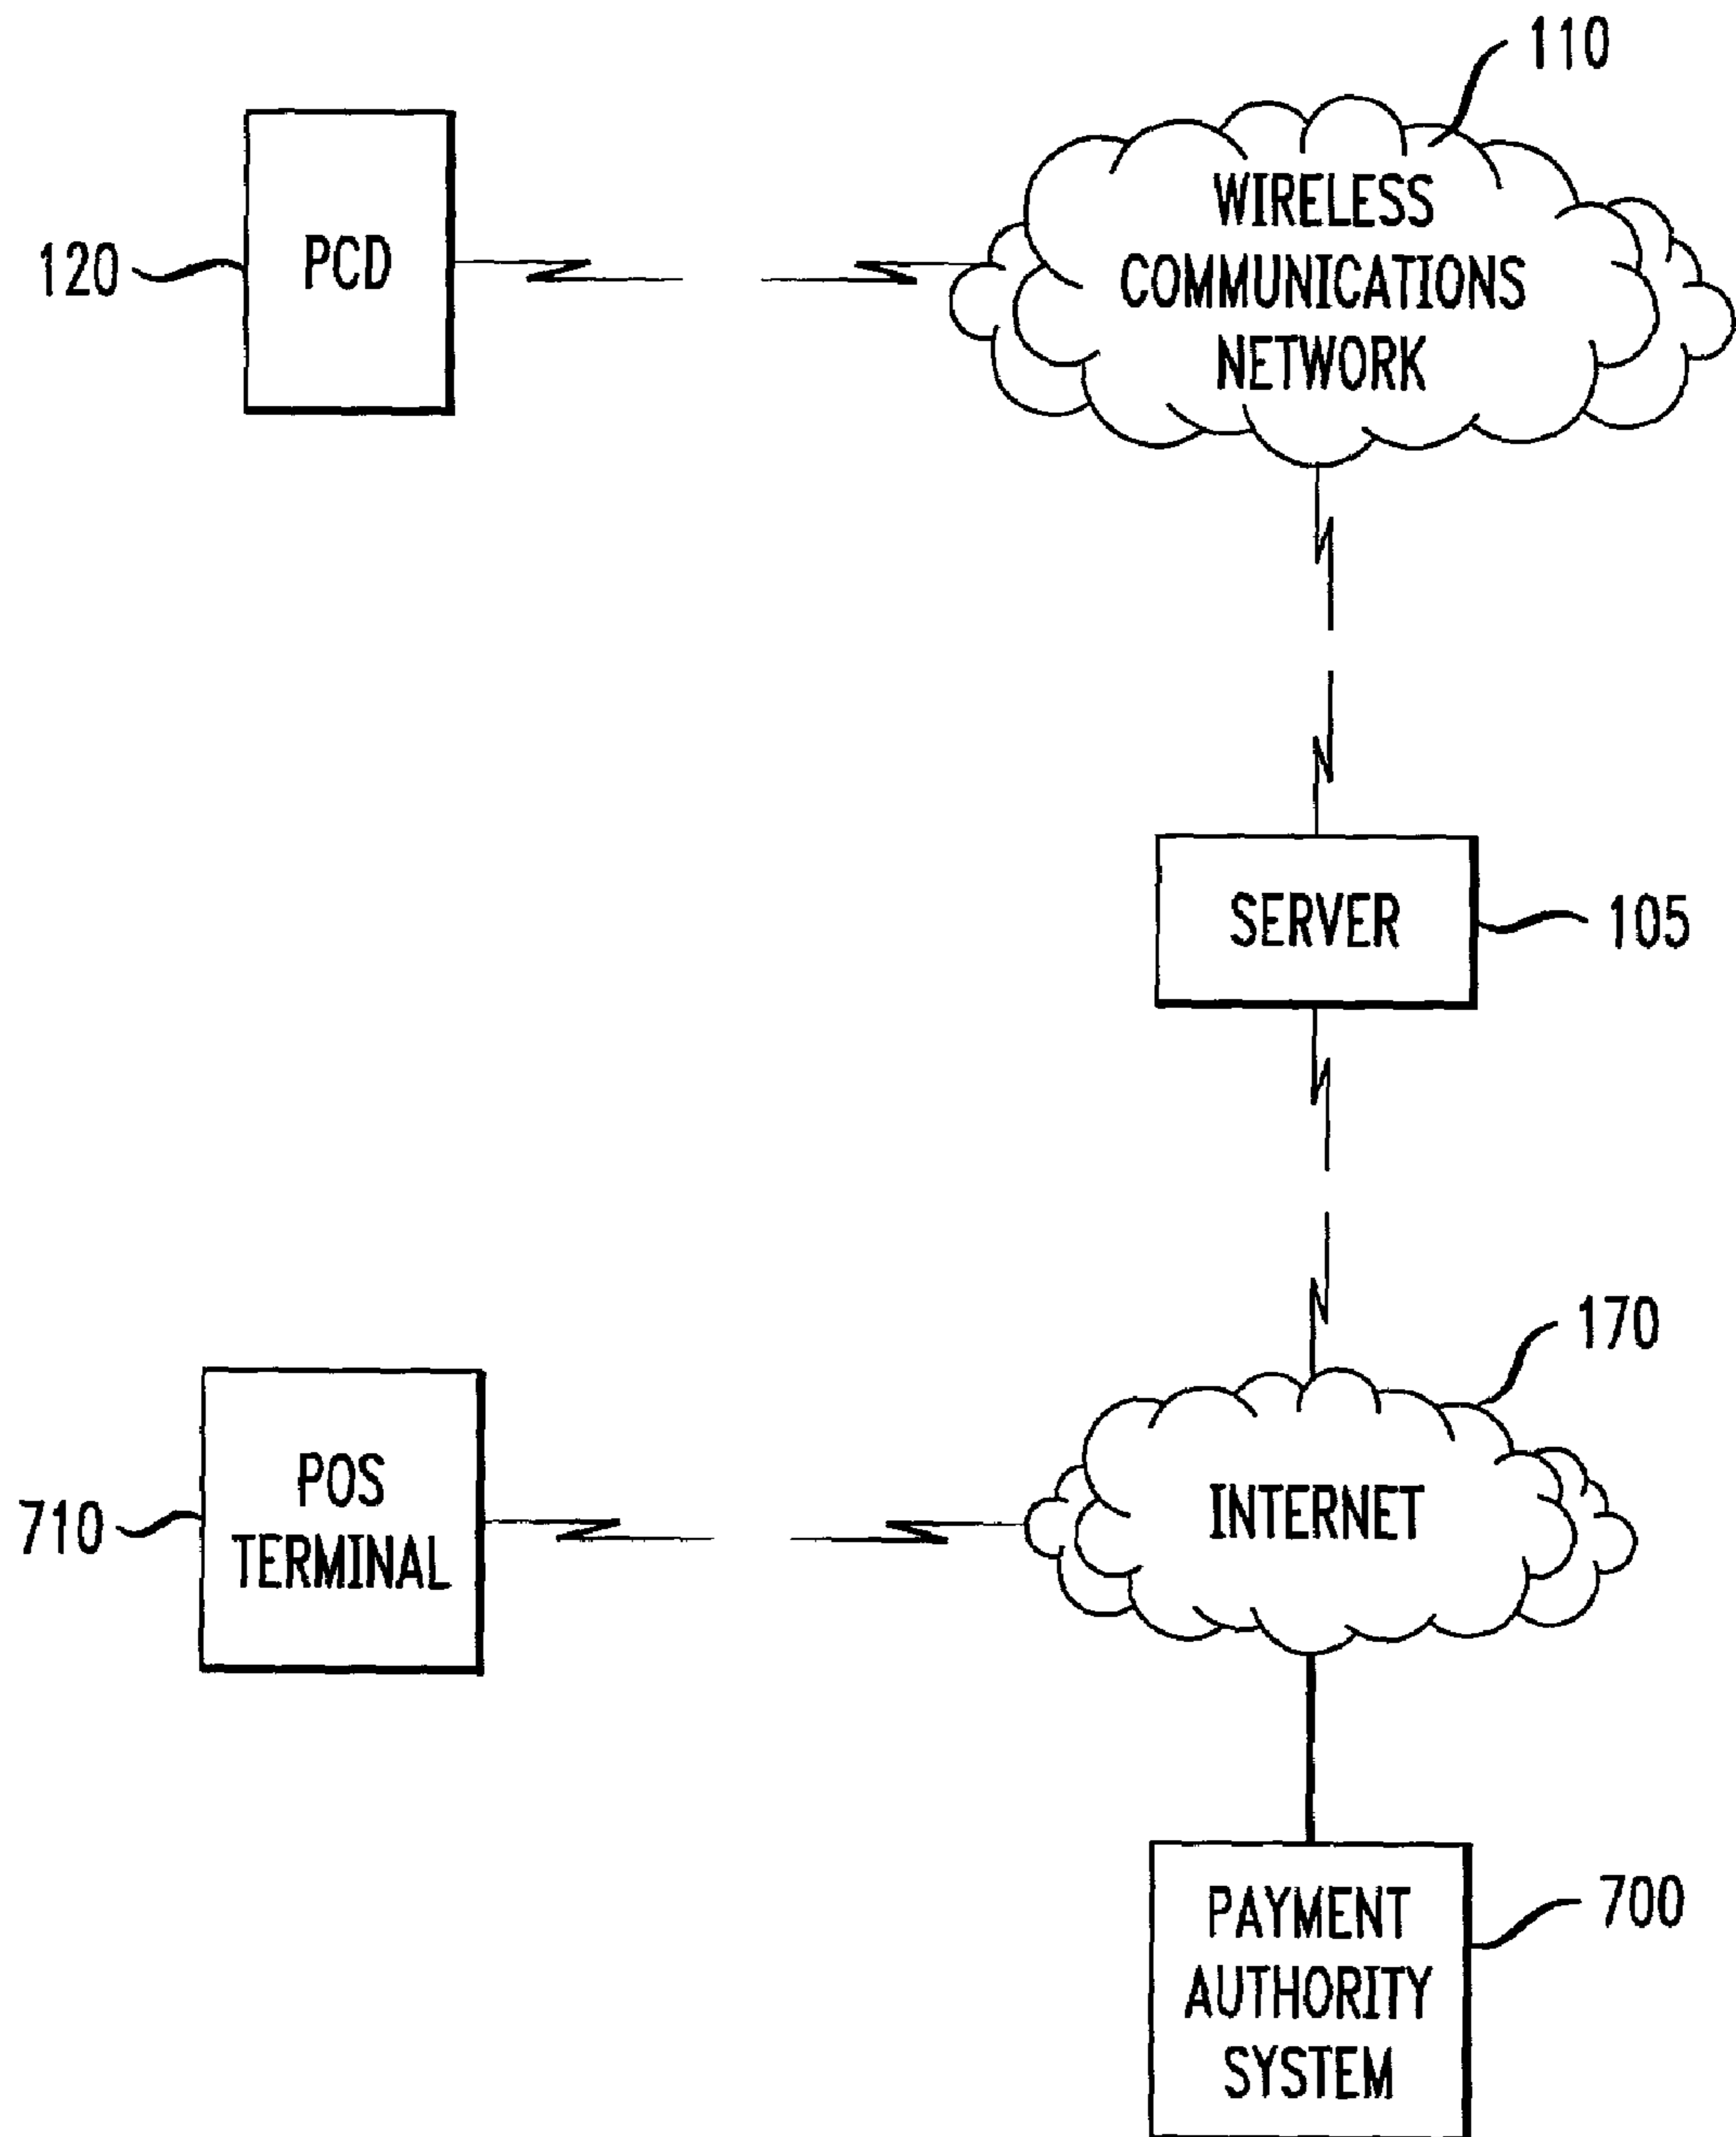 110
WIRELESS
COMMUNICATIONS
NETWORK
120
PCD
SERVER
105
170
INTERNET
POS
TERMINAL
710
PAYMENT
AUTHORITY
SYSTEM
700